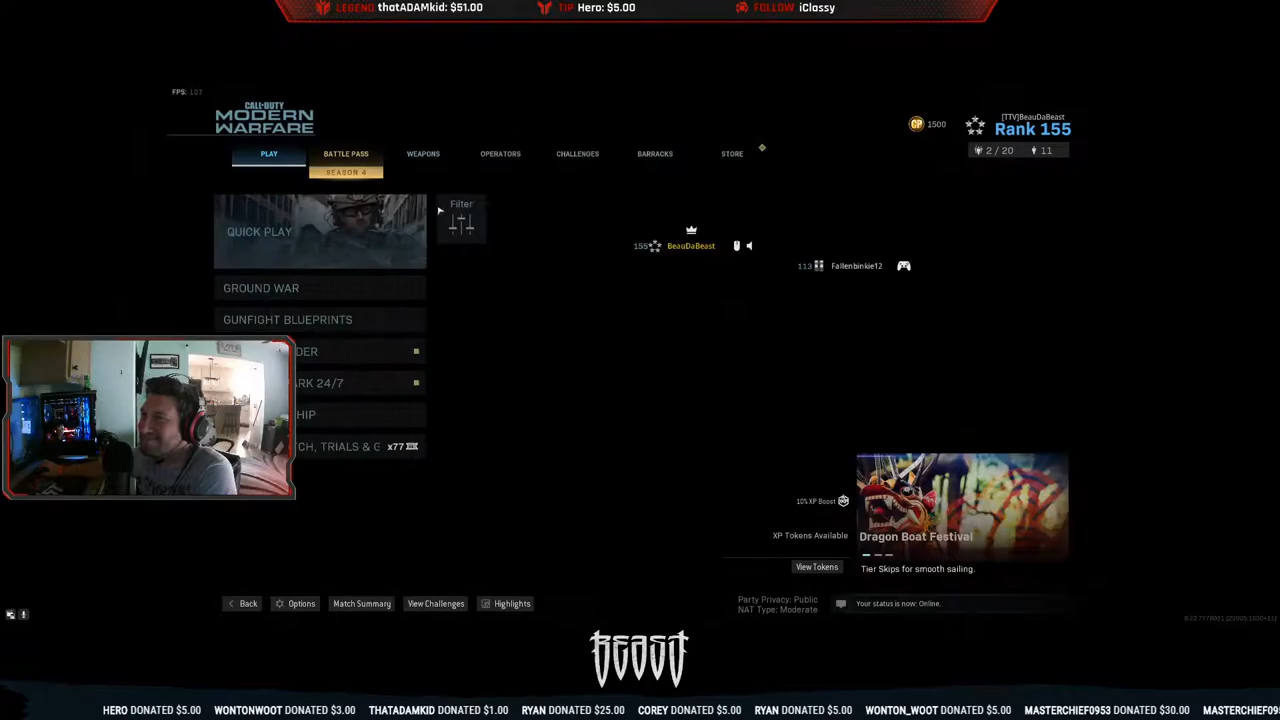 LEGEND thatADAMkid: $51.00
TIP Hero: $5.00
FOLLOW iClassy
FPS: 107
CALL OF DUTY
MODERN
WARFARE
CP 1500
[TTV]BeauDaBeast
Rank 155
2 / 20
11
PLAY
BATTLE PASS
SEASON 4
WEAPONS
OPERATORS
CHALLENGES
BARRACKS
STORE
QUICK PLAY
Filter
155 BeauDaBeast
113 Fallenbinkie12
GROUND WAR
GUNFIGHT BLUEPRINTS
DER
ARK 24/7
HIP
TCH, TRIALS & G x77
10% XP Boost
XP Tokens Available
View Tokens
Dragon Boat Festival
Tier Skips for smooth sailing.
Back
Options
Match Summary
View Challenges
Highlights
Party Privacy: Public
NAT Type: Moderate
Your status is now: Online.
BEAST
HERO DONATED $5.00 WONTONWOOT DONATED $3.00 THATADAMKID DONATED $1.00 RYAN DONATED $25.00 COREY DONATED $5.00 RYAN DONATED $5.00 WONTON_WOOT DONATED $5.00 MASTERCHIEF0953 DONATED $30.00 MASTERCHIEF09